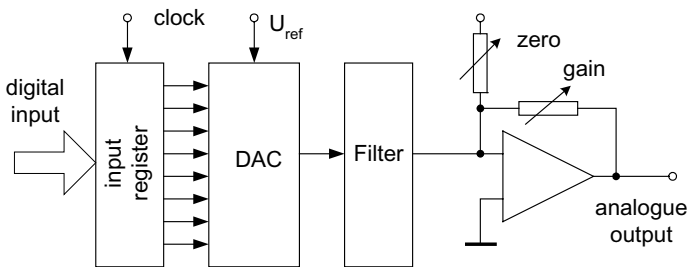 clock
U_ref
zero
gain
digital
input
input
register
DAC
Filter
analogue
output